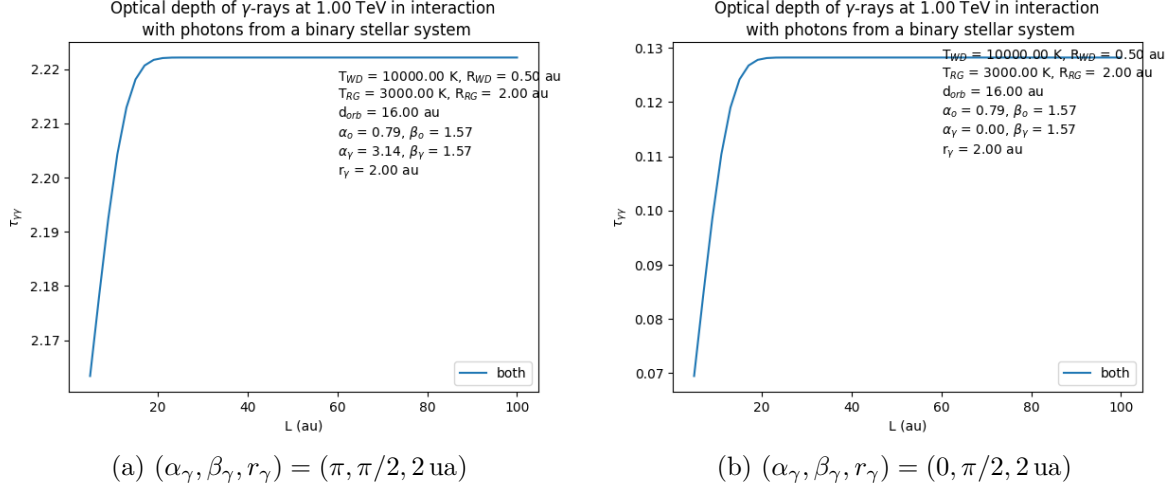 Optical depth of γ-rays at 1.00 TeV in interaction
with photons from a binary stellar system
τγγ
2.22
2.21
2.20
2.19
2.18
2.17
T_WD = 10000.00 K, R_WD = 0.50 au
T_RG = 3000.00 K, R_RG = 2.00 au
d_orb = 16.00 au
α_o = 0.79, β_o = 1.57
α_γ = 3.14, β_γ = 1.57
r_γ = 2.00 au
both
20 40 60 80 100
L (au)
(a) (α_γ, β_γ, r_γ) = (π, π/2, 2 ua)
Optical depth of γ-rays at 1.00 TeV in interaction
with photons from a binary stellar system
τγγ
0.13
0.12
0.11
0.10
0.09
0.08
0.07
T_WD = 10000.00 K, R_WD = 0.50 au
T_RG = 3000.00 K, R_RG = 2.00 au
d_orb = 16.00 au
α_o = 0.79, β_o = 1.57
α_γ = 0.00, β_γ = 1.57
r_γ = 2.00 au
both
20 40 60 80 100
L (au)
(b) (α_γ, β_γ, r_γ) = (0, π/2, 2 ua)